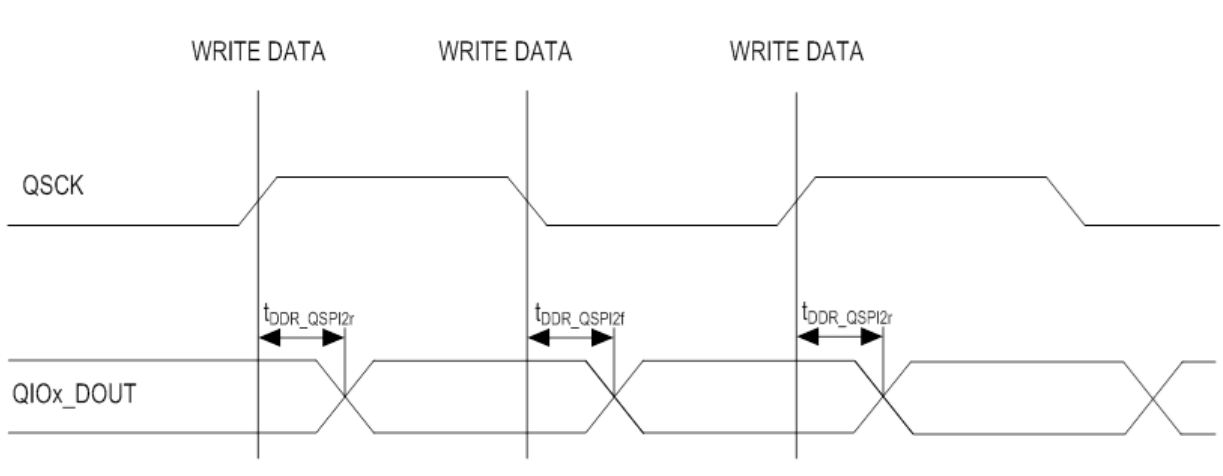 WRITE DATA WRITE DATA WRITE DATA
QSCK
tDDR_QSPI2r tDDR_QSPI2f tDDR_QSPI2r
QIOx_DOUT